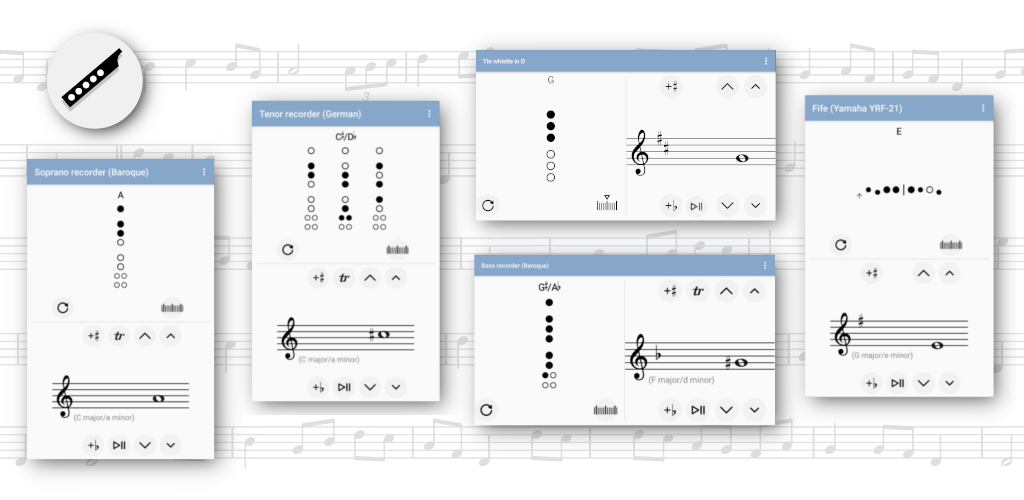 Soprano recorder (Baroque)
A
+♯ tr
(C major/a minor)
+♭
Tenor recorder (German)
C♯/D♭
+♯ tr
(C major/a minor)
+♭
Tin whistle in D
G
+♯
+♭
Bass recorder (Baroque)
G♯/A♭
+♯ tr
(F major/d minor)
+♭
Fife (Yamaha YRF-21)
E
+♯
(G major/e minor)
+♭
3